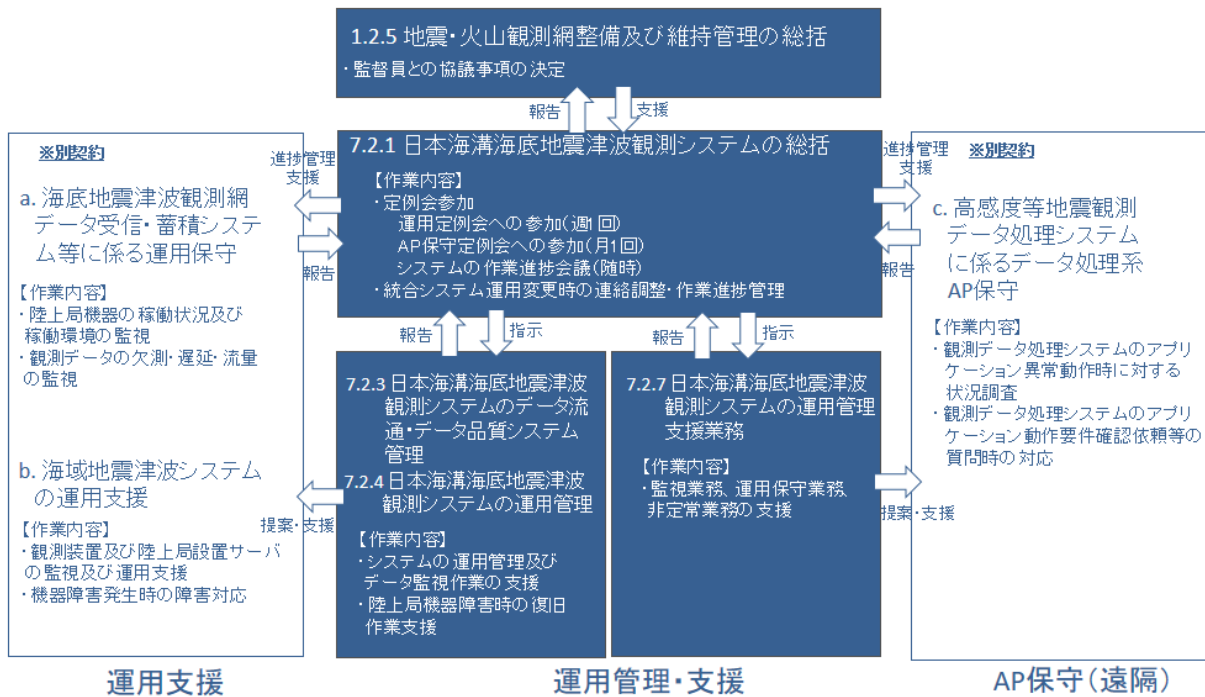 1.2.5 地震・火山観測網整備及び維持管理の総括
・監督員との協議事項の決定
報告
支援
7.2.1 日本海溝海底地震津波観測システムの総括
【作業内容】
・定例会参加
運用定例会への参加(週1回)
AP保守定例会への参加(月1回)
システムの作業進捗会議(随時)
・統合システム運用変更時の連絡調整・作業進捗管理
※別契約
進捗管理
支援
a. 海底地震津波観測網
データ受信・蓄積システ
ム等に係る運用保守
報告
【作業内容】
・陸上局機器の稼働状況及び
稼働環境の監視
・観測データの欠測・遅延・流量
の監視
b. 海域地震津波システム
の運用支援
提案・支援
【作業内容】
・観測装置及び陸上局設置サーバ
の監視及び運用支援
・機器障害発生時の障害対応
運用支援
報告
指示
7.2.3 日本海溝海底地震津波
観測システムのデータ流
通・データ品質システム
管理
7.2.4 日本海溝海底地震津波
観測システムの運用管理
【作業内容】
・システムの運用管理及び
データ監視作業の支援
・陸上局機器障害時の復旧
作業支援
報告
指示
7.2.7 日本海溝海底地震津波
観測システムの運用管理
支援業務
【作業内容】
・監視業務、運用保守業務、
非定常業務の支援
運用管理・支援
進捗管理
支援
※別契約
c. 高感度等地震観測
データ処理システム
に係るデータ処理系
AP保守
報告
【作業内容】
・観測データ処理システムのアプリ
ケーション異常動作時に対する
状況調査
・観測データ処理システムのアプリ
ケーション動作要件確認依頼等の
質問時の対応
提案・支援
AP保守(遠隔)